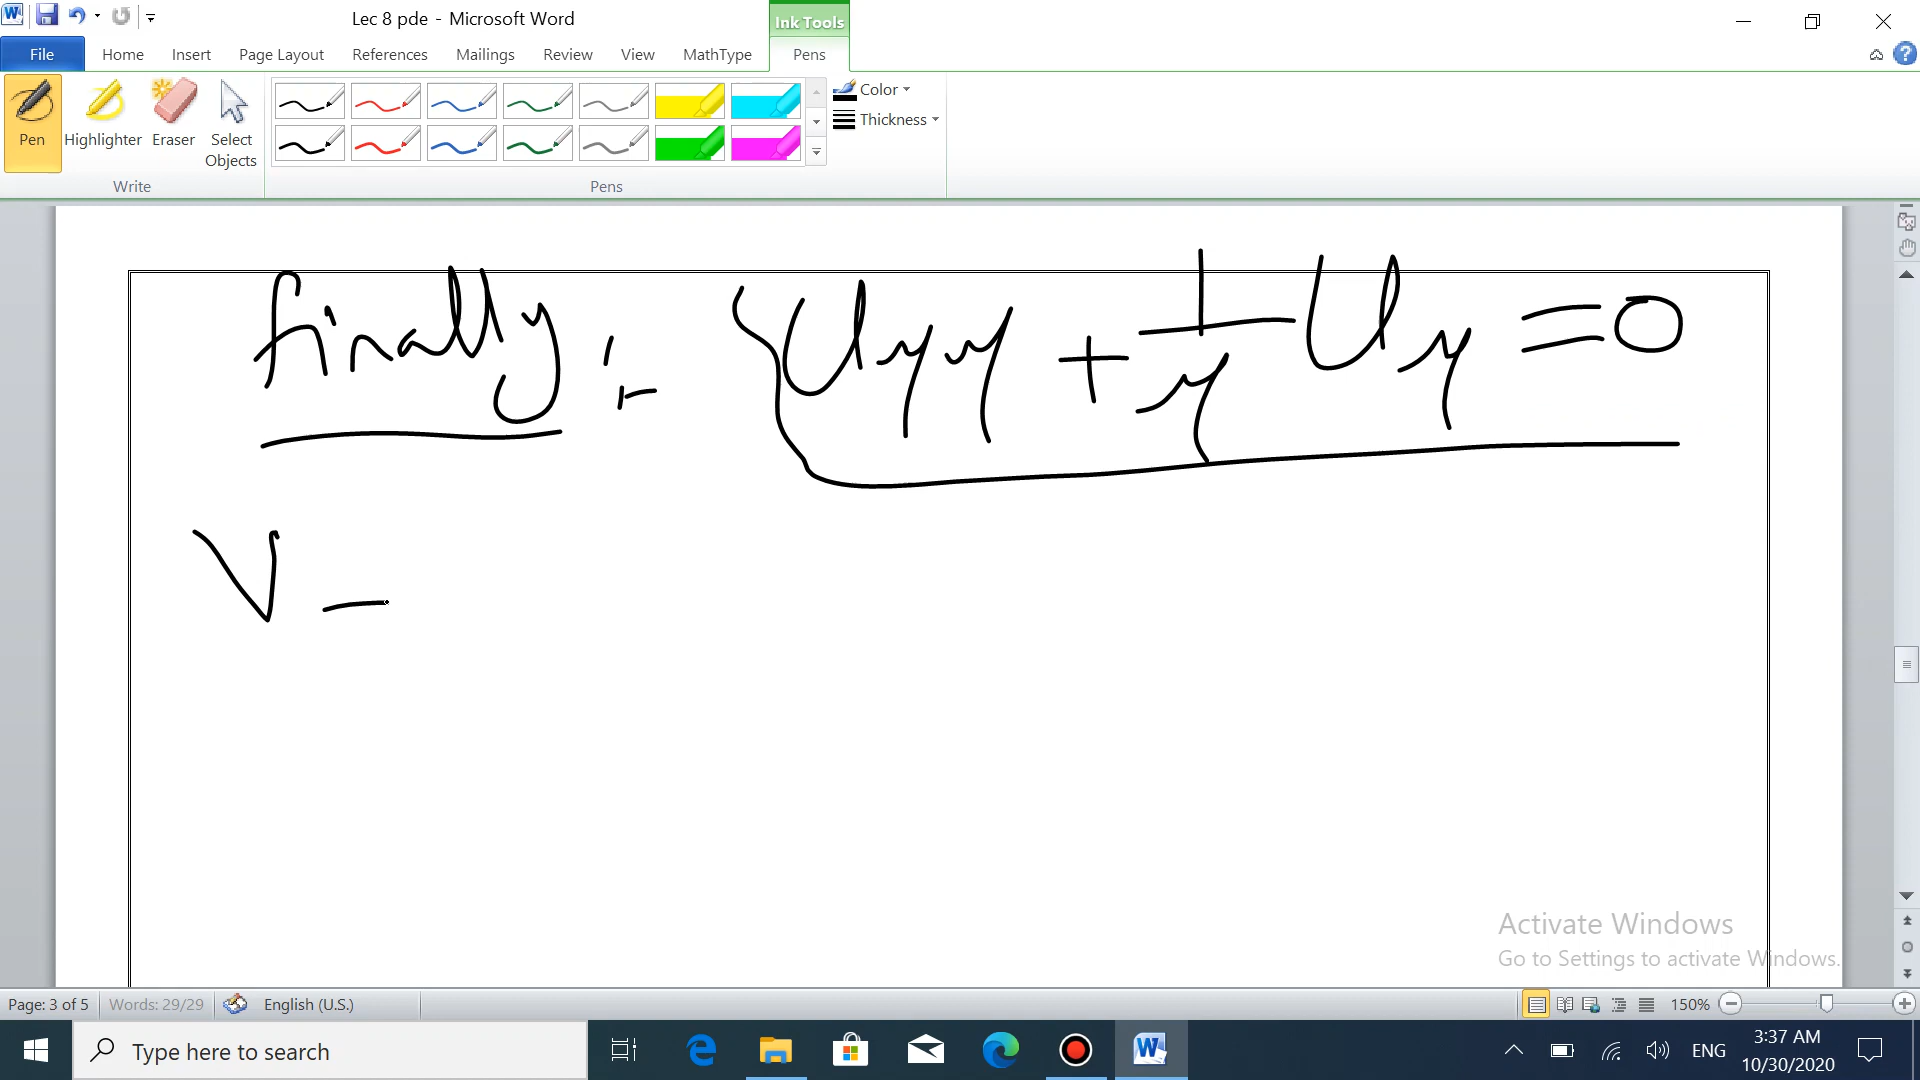 Lec 8 pde - Microsoft Word
Ink Tools
File Home Insert Page Layout References Mailings Review View MathType Pens
Pen Highlighter Eraser Select Objects
Color
Thickness
Write
Pens
finally :- Uyy + 1/y Uy = 0
V -
Activate Windows
Go to Settings to activate Windows.
Page: 3 of 5 Words: 29/29 English (U.S.) 150%
Type here to search
ENG
3:37 AM
10/30/2020